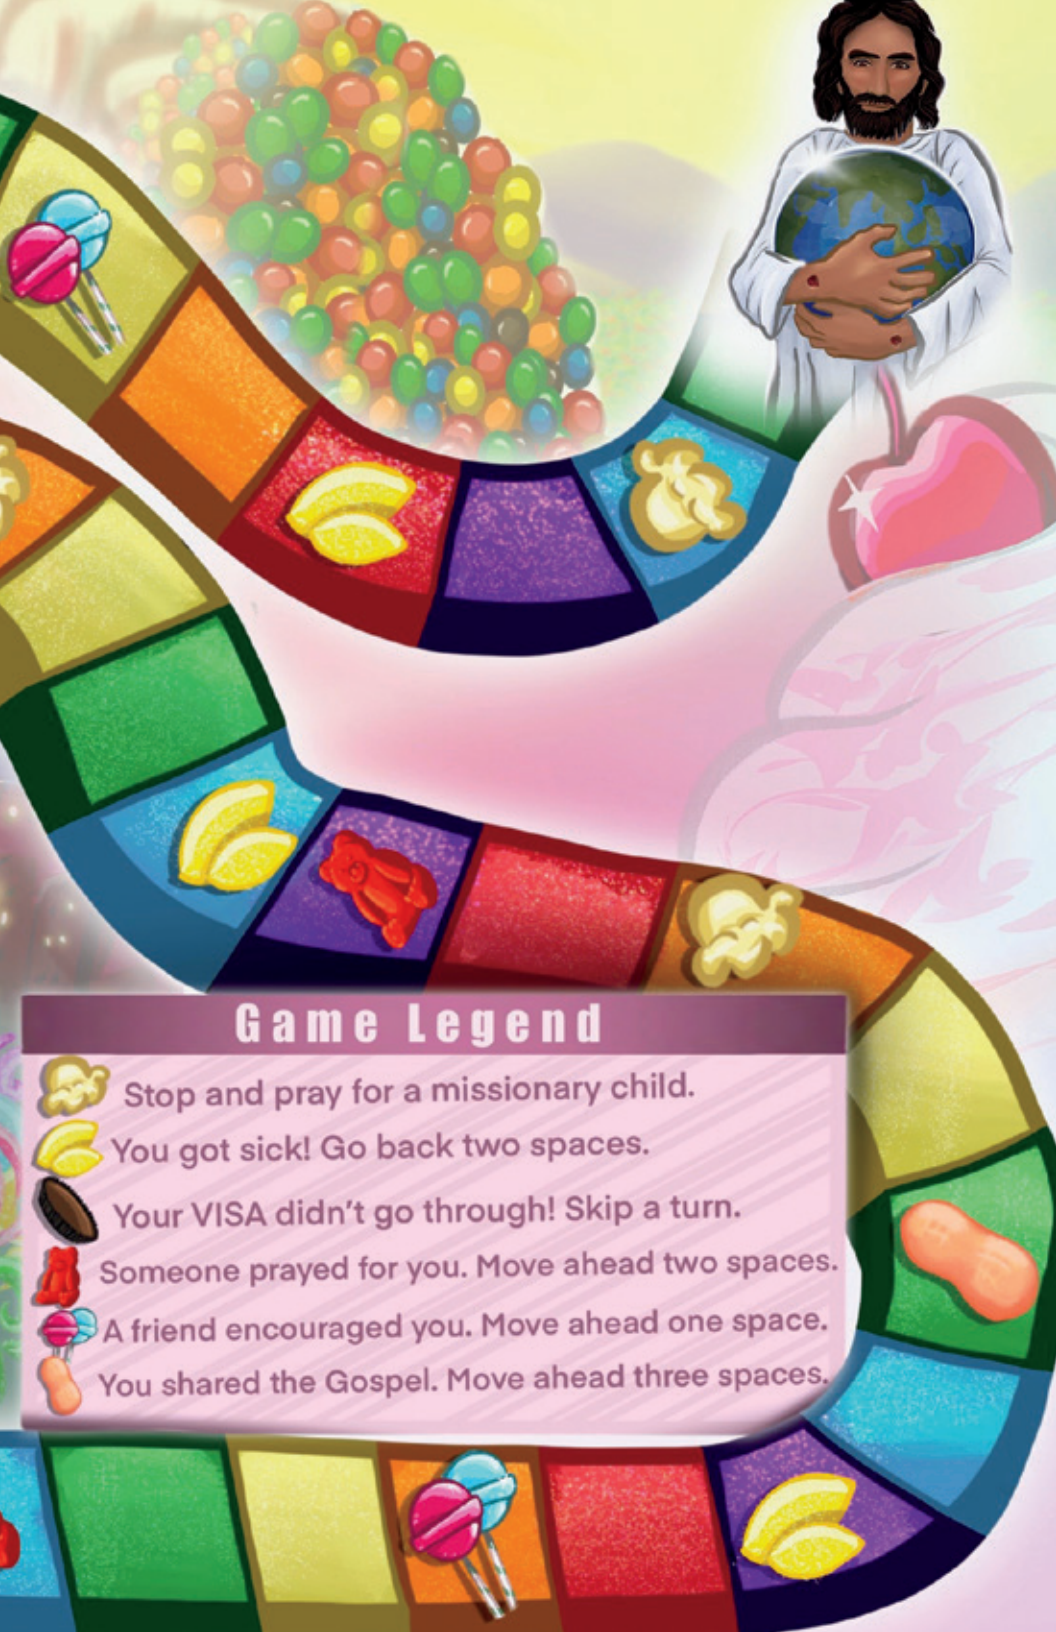 Game Legend
Stop and pray for a missionary child.
You got sick! Go back two spaces.
Your VISA didn't go through! Skip a turn.
Someone prayed for you. Move ahead two spaces.
A friend encouraged you. Move ahead one space.
You shared the Gospel. Move ahead three spaces.